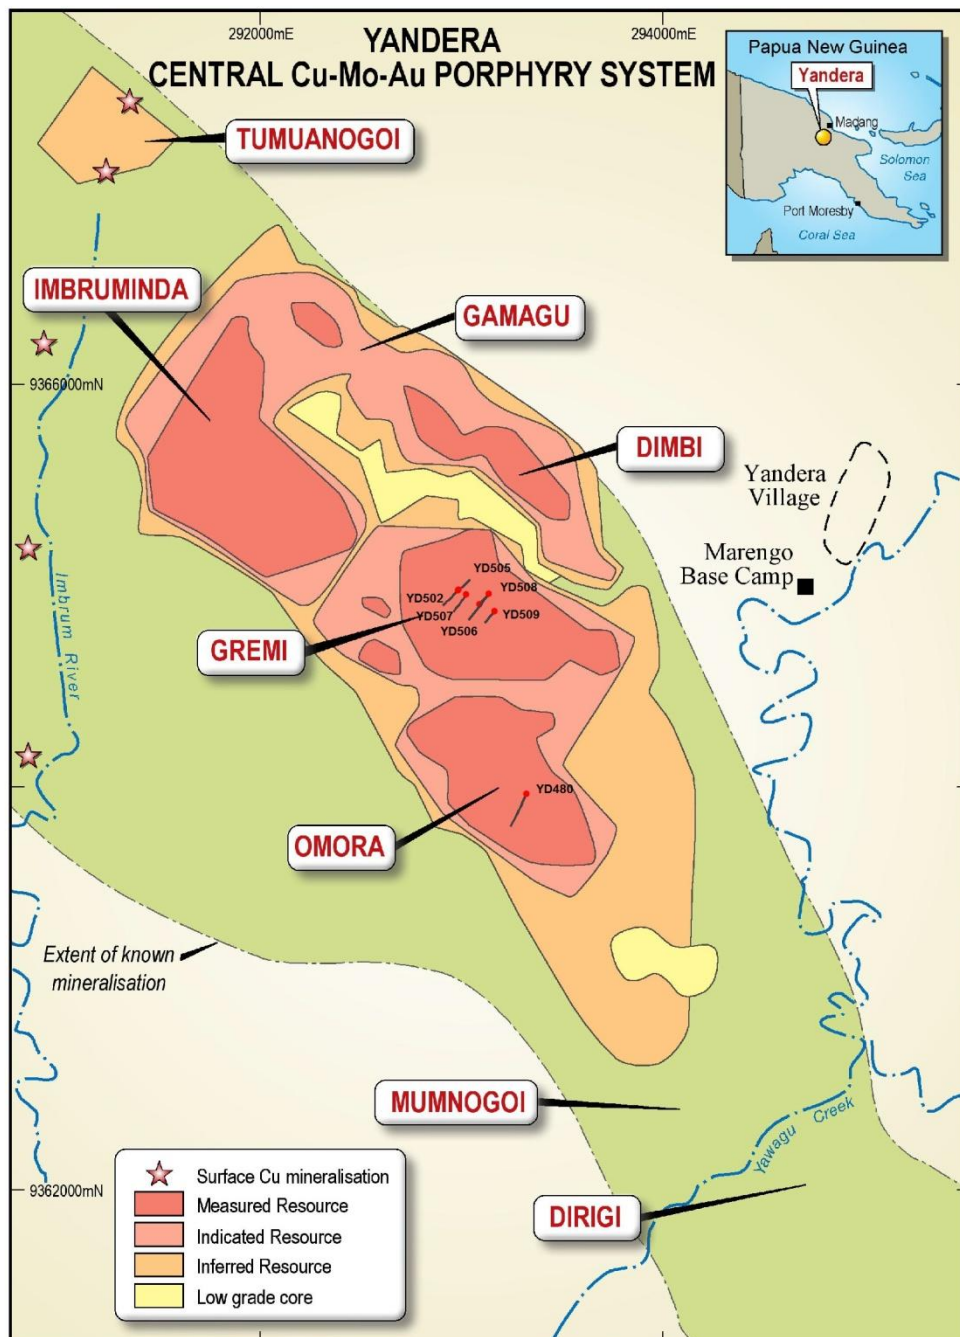 292000mE
294000mE
YANDERA
CENTRAL Cu-Mo-Au PORPHYRY SYSTEM
Papua New Guinea
Yandera
Madang
Solomon
Sea
Port Moresby
Coral Sea
TUMUANOGOI
IMBRUMINDA
GAMAGU
9366000mN
DIMBI
Yandera
Village
Marengo
Base Camp
Imbrum River
YD505
YD502
YD508
YD507
YD509
YD506
GREMI
YD480
OMORA
Extent of known
mineralisation
MUMNOGOI
Yawagu Creek
9362000mN
DIRIGI
Surface Cu mineralisation
Measured Resource
Indicated Resource
Inferred Resource
Low grade core